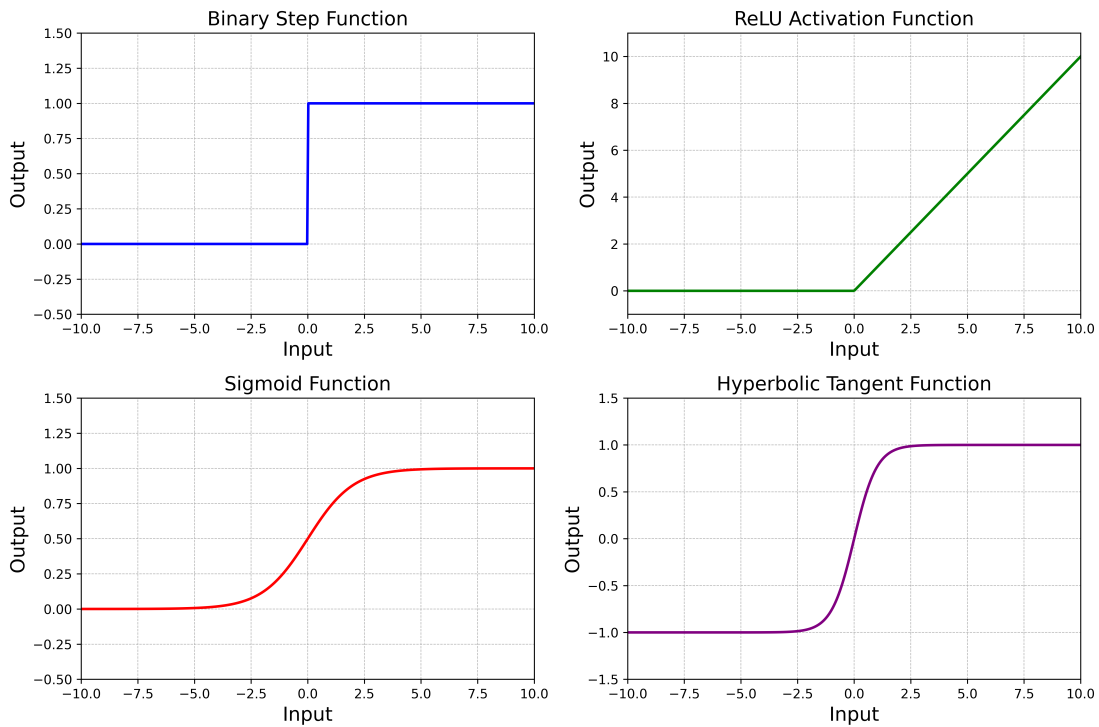 Binary Step Function
1.50
1.25
1.00
0.75
0.50
0.25
0.00
−0.25
−0.50
Output
−10.0 −7.5 −5.0 −2.5 0.0 2.5 5.0 7.5 10.0
Input
ReLU Activation Function
10
8
6
4
2
0
Output
−10.0 −7.5 −5.0 −2.5 0.0 2.5 5.0 7.5 10.0
Input
Sigmoid Function
1.50
1.25
1.00
0.75
0.50
0.25
0.00
−0.25
−0.50
Output
−10.0 −7.5 −5.0 −2.5 0.0 2.5 5.0 7.5 10.0
Input
Hyperbolic Tangent Function
1.5
1.0
0.5
0.0
−0.5
−1.0
−1.5
Output
−10.0 −7.5 −5.0 −2.5 0.0 2.5 5.0 7.5 10.0
Input